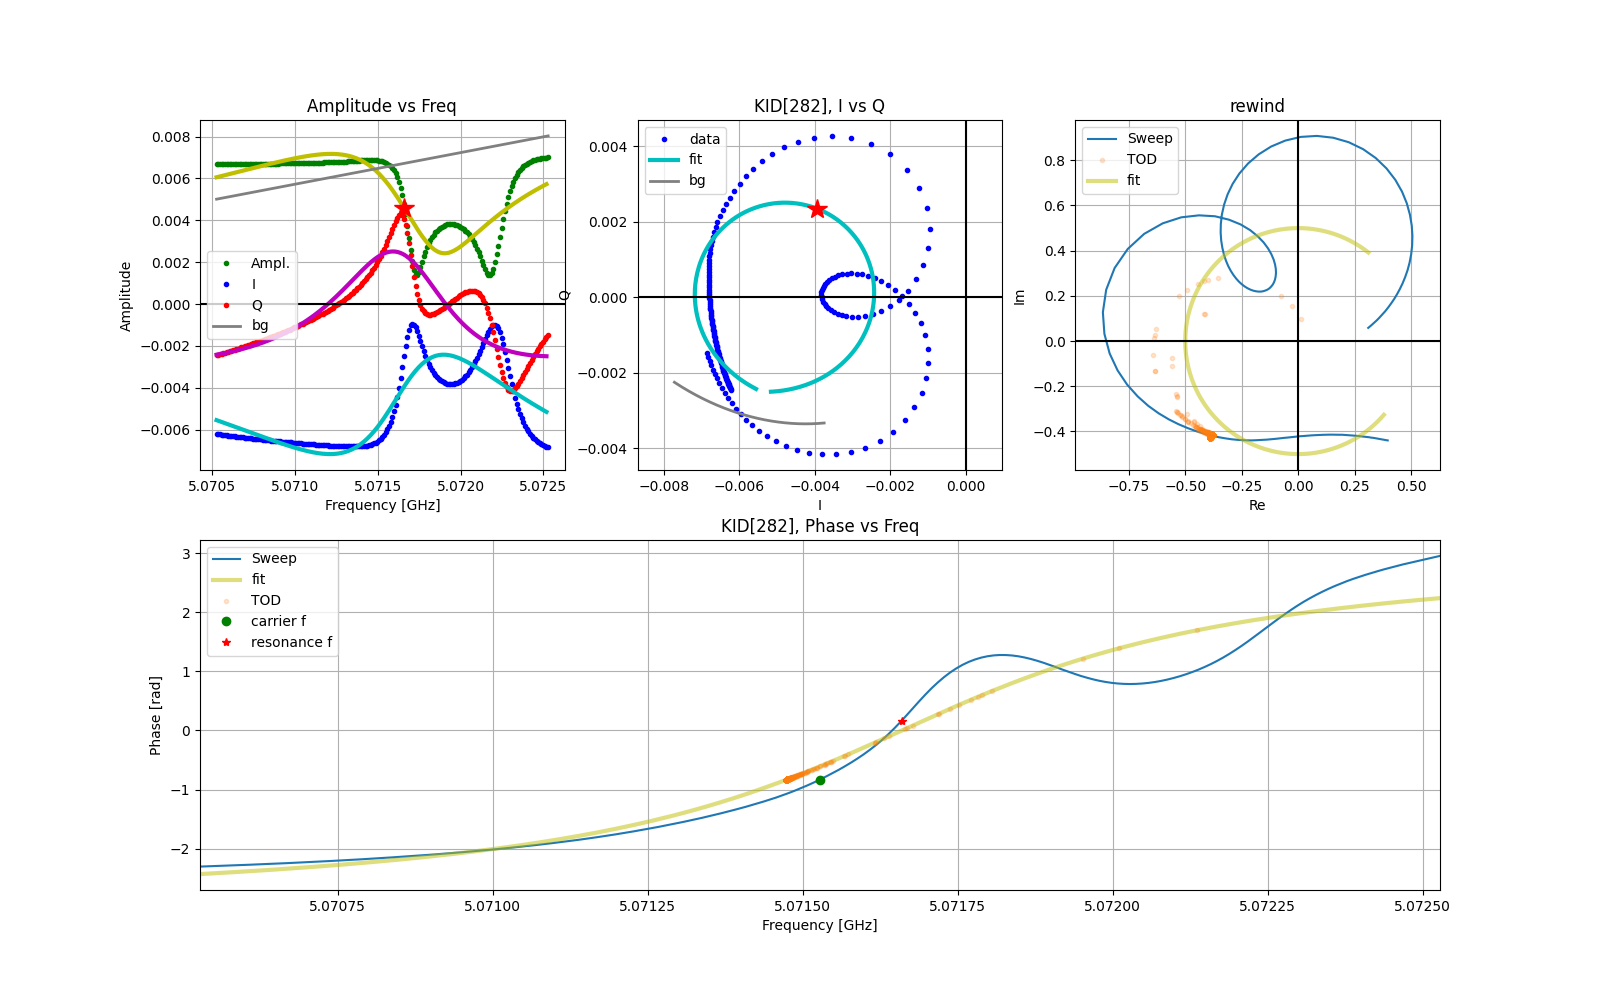 Amplitude vs Freq
0.008
0.006
0.004
0.002
0.000
−0.002
−0.004
−0.006
Amplitude
Ampl.
I
Q
bg
5.0705
5.0710
5.0715
5.0720
5.0725
Frequency [GHz]
KID[282], I vs Q
0.004
0.002
0.000
−0.002
−0.004
Q
data
fit
bg
−0.008
−0.006
−0.004
−0.002
0.000
I
rewind
0.8
0.6
0.4
0.2
0.0
−0.2
−0.4
Im
Sweep
TOD
fit
−0.75
−0.50
−0.25
0.00
0.25
0.50
Re
KID[282], Phase vs Freq
3
2
1
0
−1
−2
Phase [rad]
Sweep
fit
TOD
carrier f
resonance f
5.07075
5.07100
5.07125
5.07150
5.07175
5.07200
5.07225
5.07250
Frequency [GHz]